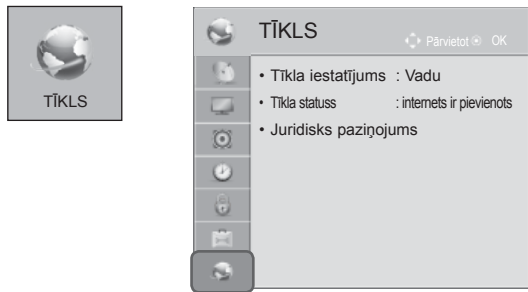 TĪKLS
TĪKLS
Pārvietot OK
• Tīkla iestatījums : Vadu
• Tīkla statuss : internets ir pievienots
• Juridisks paziņojums